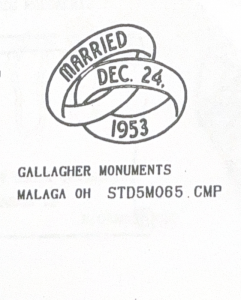 MARRIED
DEC. 24,
1953
GALLAGHER MONUMENTS
MALAGA OH STD5M065.CMP